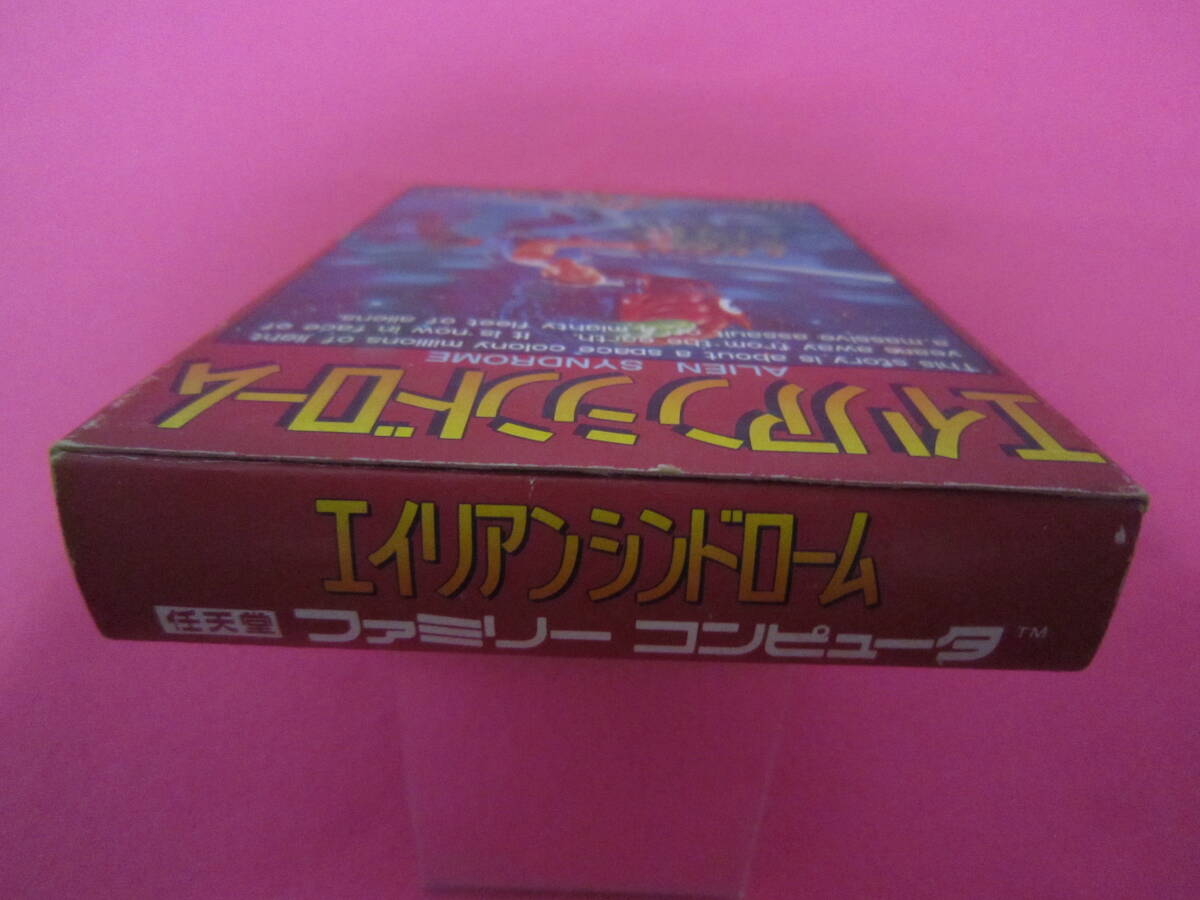 エイリアンシンドローム
ALIEN SYNDROME
This story is about a space colony millions of light
years away from the earth. It is now in face of
a massive assault of a mighty fleet of aliens.
エイリアンシンドローム
任天堂 ファミリー コンピュータ TM